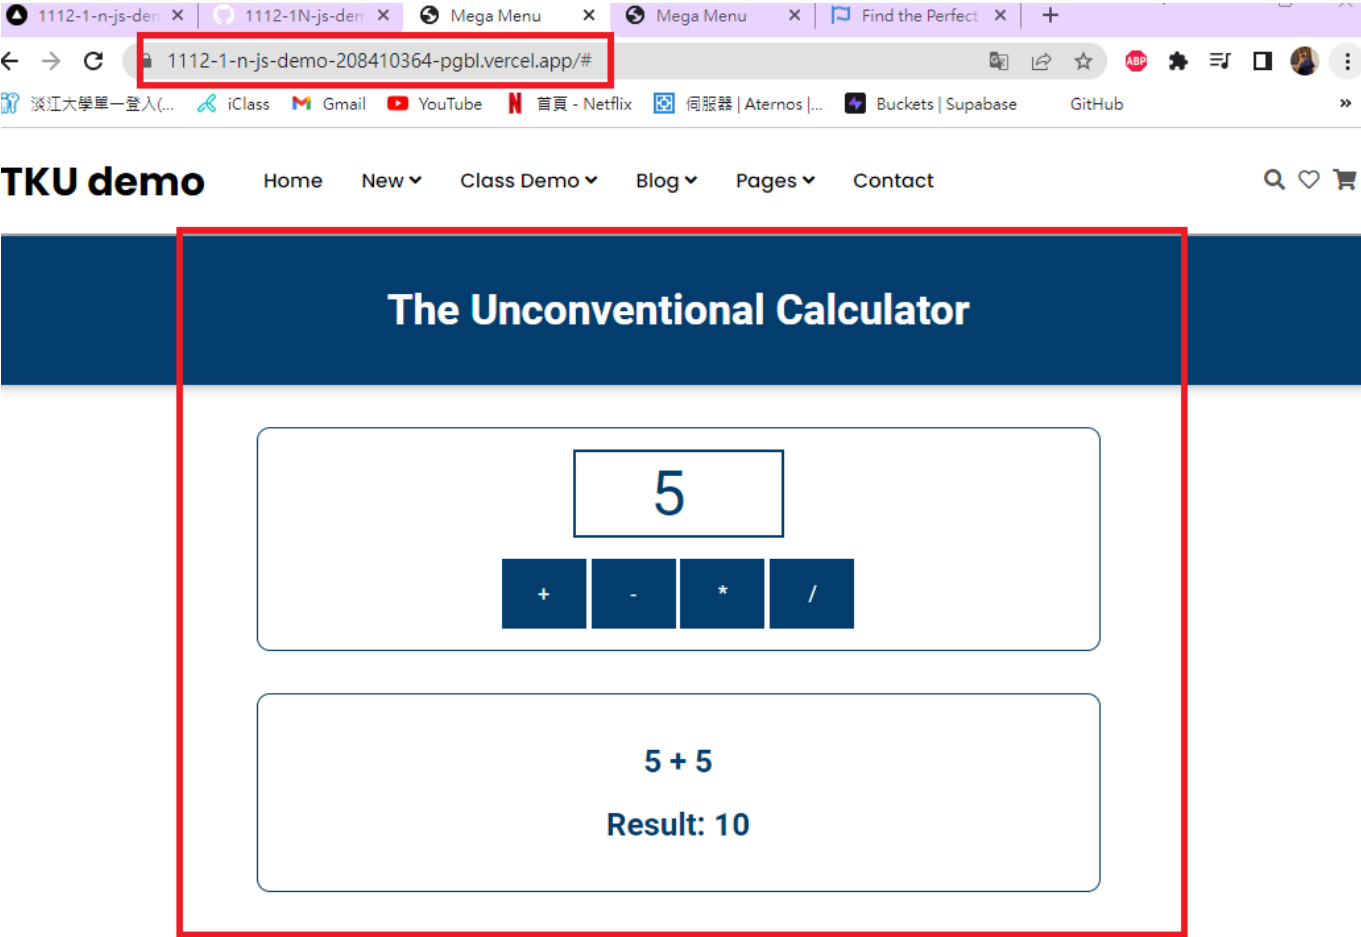 1112-1-n-js-den
1112-1N-js-dem
Mega Menu
Mega Menu
Find the Perfect
1112-1-n-js-demo-208410364-pgbl.vercel.app/#
ABP
淡江大學單一登入(...
iClass
Gmail
YouTube
首頁 - Netflix
伺服器 | Aternos |...
Buckets | Supabase
GitHub
»
TKU demo
Home
New
Class Demo
Blog
Pages
Contact
The Unconventional Calculator
5
+ - * /
5 + 5
Result: 10